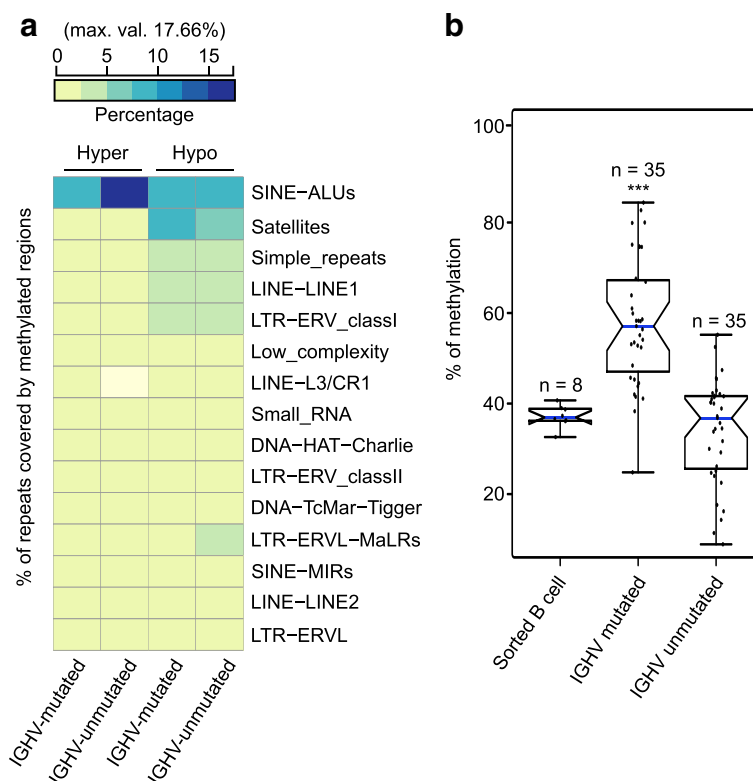 a
(max. val. 17.66%)
0 5 10 15
Percentage
Hyper Hypo
% of repeats covered by methylated regions
SINE−ALUs
Satellites
Simple_repeats
LINE−LINE1
LTR−ERV_classI
Low_complexity
LINE−L3/CR1
Small_RNA
DNA−HAT−Charlie
LTR−ERV_classII
DNA−TcMar−Tigger
LTR−ERVL−MaLRs
SINE−MIRs
LINE−LINE2
LTR−ERVL
IGHV−mutated
IGHV−unmutated
IGHV−mutated
IGHV−unmutated
b
% of methylation
100
80
60
40
20
n = 8
n = 35
***
n = 35
Sorted B cell
IGHV mutated
IGHV unmutated